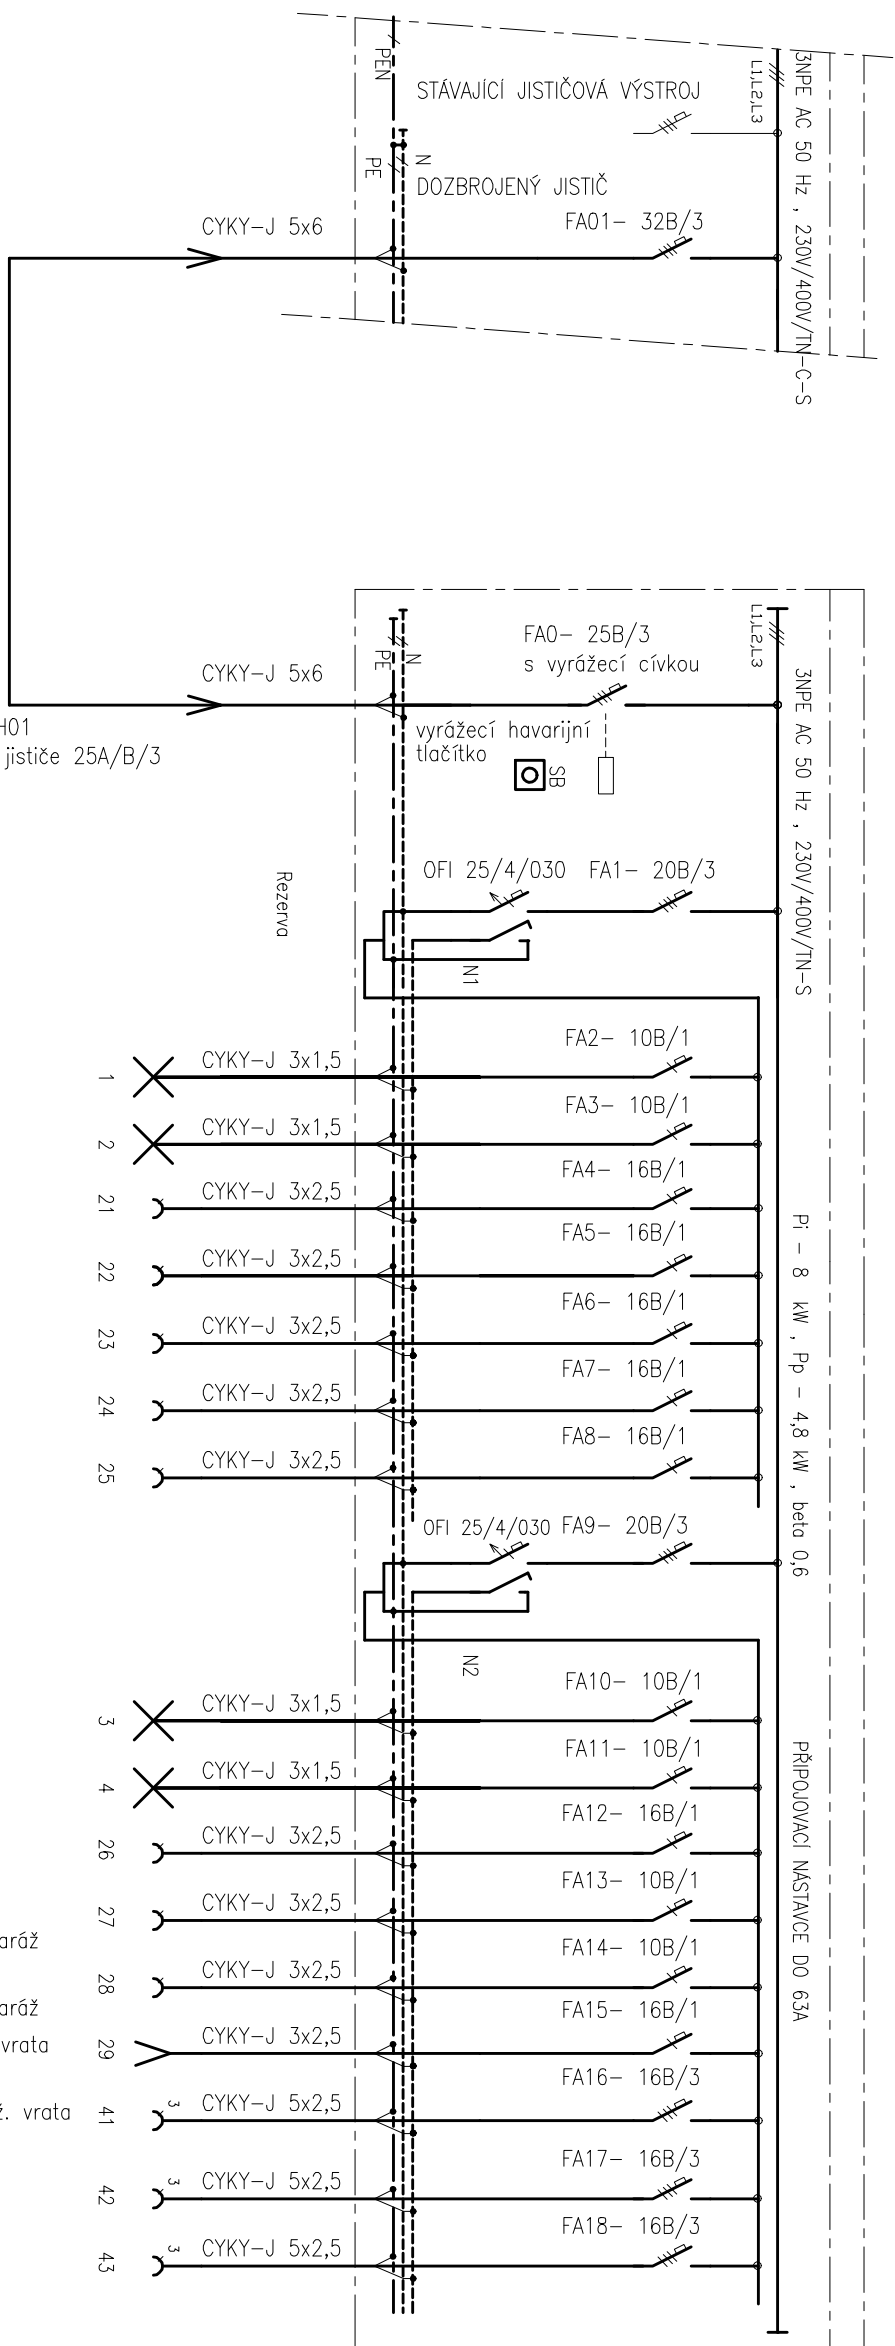 PEN
STÁVAJÍCÍ JISTIČOVÁ VÝSTROJ
L1,L2,L3
3NPE AC 50 Hz , 230V/400V/TN-C-S
N
PE
DOZBROJENÝ JISTIČ
CYKY-J 5x6
FA01- 32B/3
FA0- 25B/3
s vyrážecí cívkou
L1,L2,L3
3NPE AC 50 Hz , 230V/400V/TN-S
N
PE
CYKY-J 5x6
H01
jističe 25A/B/3
vyrážecí havarijní
tlačítko
SB
OFI 25/4/030
FA1- 20B/3
Rezerva
N1
FA2- 10B/1
CYKY-J 3x1,5
1
FA3- 10B/1
CYKY-J 3x1,5
2
FA4- 16B/1
CYKY-J 3x2,5
21
FA5- 16B/1
CYKY-J 3x2,5
22
Pi - 8 kW , Pp - 4,8 kW , beta 0,6
FA6- 16B/1
CYKY-J 3x2,5
23
FA7- 16B/1
CYKY-J 3x2,5
24
FA8- 16B/1
CYKY-J 3x2,5
25
OFI 25/4/030
FA9- 20B/3
N2
FA10- 10B/1
CYKY-J 3x1,5
3
FA11- 10B/1
CYKY-J 3x1,5
4
PŘIPOJOVACÍ NÁSTAVCE DO 63A
FA12- 16B/1
CYKY-J 3x2,5
26
FA13- 10B/1
CYKY-J 3x2,5
27
aráž
FA14- 10B/1
CYKY-J 3x2,5
28
aráž
FA15- 16B/1
CYKY-J 3x2,5
29
vrata
FA16- 16B/3
CYKY-J 5x2,5
3
41
ž. vrata
FA17- 16B/3
CYKY-J 5x2,5
3
42
FA18- 16B/3
CYKY-J 5x2,5
3
43